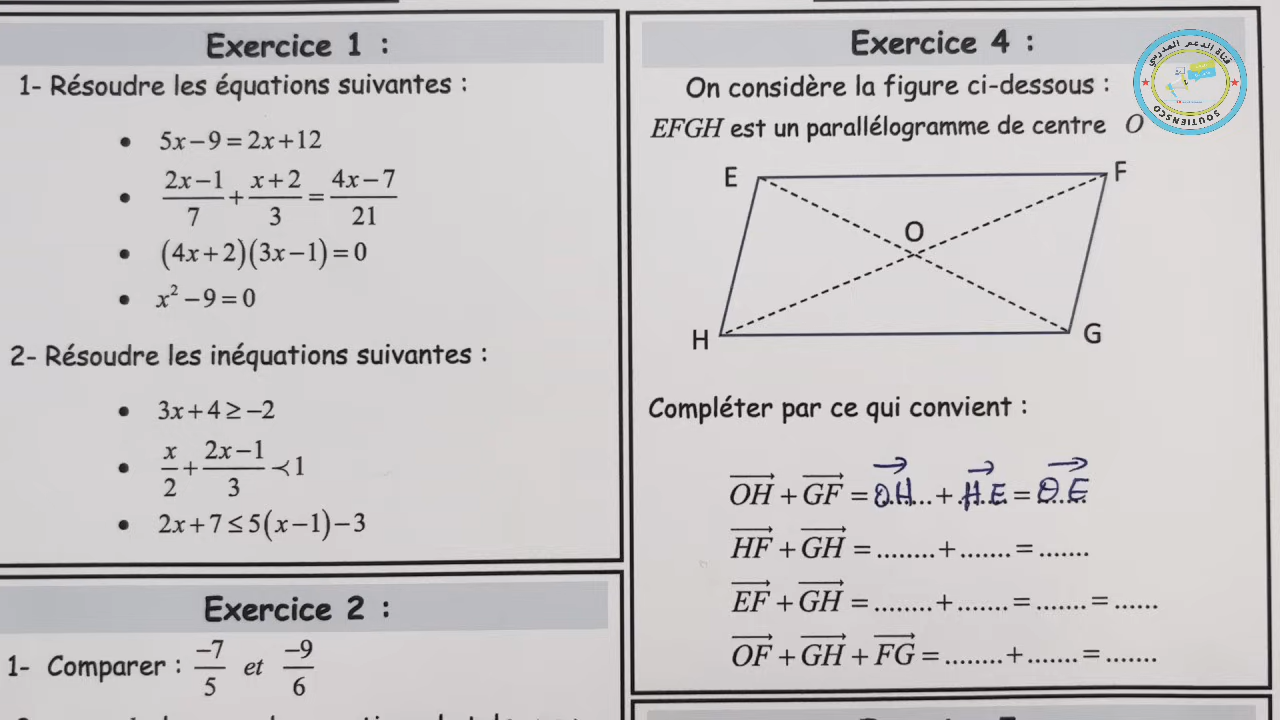 Exercice 1 :
1- Résoudre les équations suivantes :
• 5x−9=2x+12
• (2x−1)/7 + (x+2)/3 = (4x−7)/21
• (4x+2)(3x−1)=0
• x²−9=0
2- Résoudre les inéquations suivantes :
• 3x+4≥−2
• x/2 + (2x−1)/3 ≺1
• 2x+7≤5(x−1)−3
Exercice 2 :
1- Comparer : −7/5 et −9/6
Exercice 4 :
On considère la figure ci-dessous :
EFGH est un parallélogramme de centre O
E
F
O
H
G
Compléter par ce qui convient :
OH⃗ + GF⃗ = OH⃗ + HE⃗ = OE⃗
HF⃗ + GH⃗ = ........+.......=.......
EF⃗ + GH⃗ = ........+.......=.......=......
OF⃗ + GH⃗ + FG⃗ = ........+.......=.......
قناة الدعم المدرسي
SOUTIENSCO